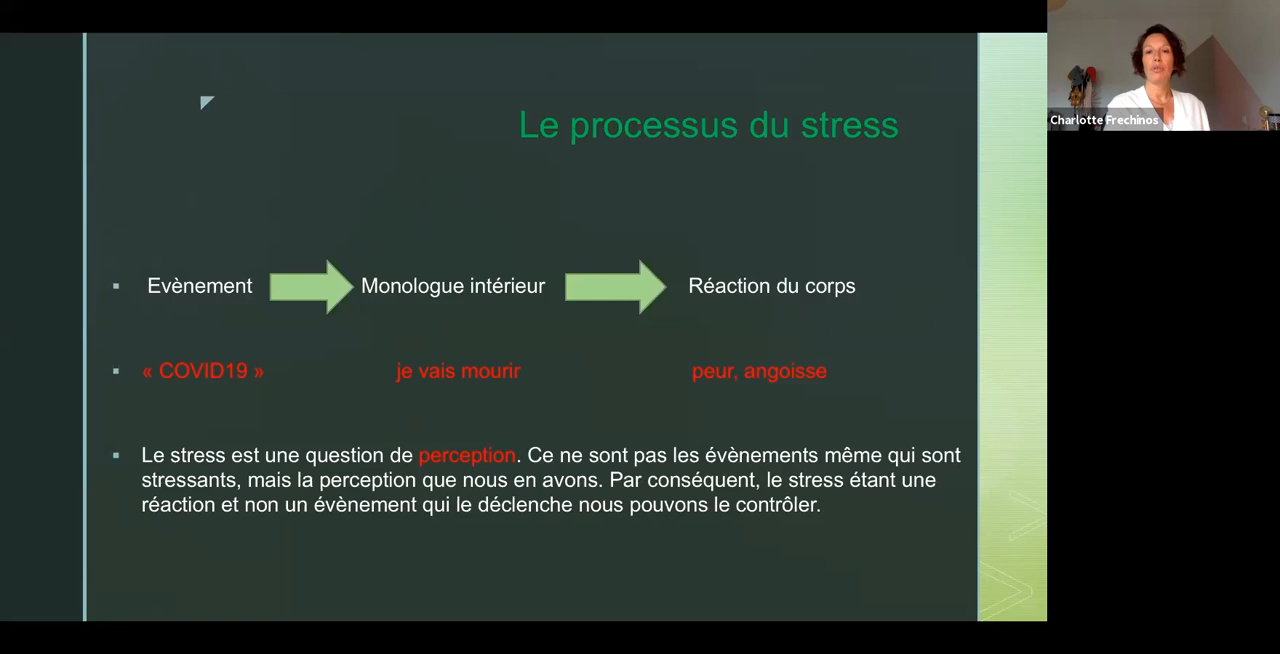 Le processus du stress
Charlotte Frechinos
▪ Evènement Monologue intérieur Réaction du corps
▪ « COVID19 » je vais mourir peur, angoisse
▪ Le stress est une question de perception. Ce ne sont pas les évènements même qui sont
stressants, mais la perception que nous en avons. Par conséquent, le stress étant une
réaction et non un évènement qui le déclenche nous pouvons le contrôler.